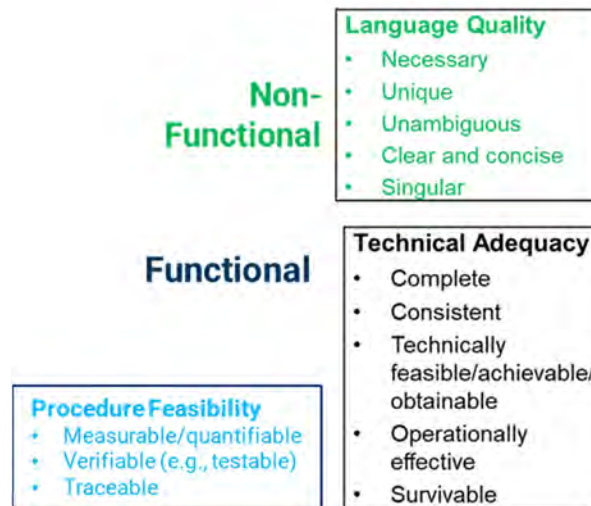 Non-
Functional
Language Quality
• Necessary
• Unique
• Unambiguous
• Clear and concise
• Singular
Functional
Technical Adequacy
• Complete
• Consistent
• Technically
feasible/achievable/
obtainable
• Operationally
effective
• Survivable
Procedure Feasibility
• Measurable/quantifiable
• Verifiable (e.g., testable)
• Traceable